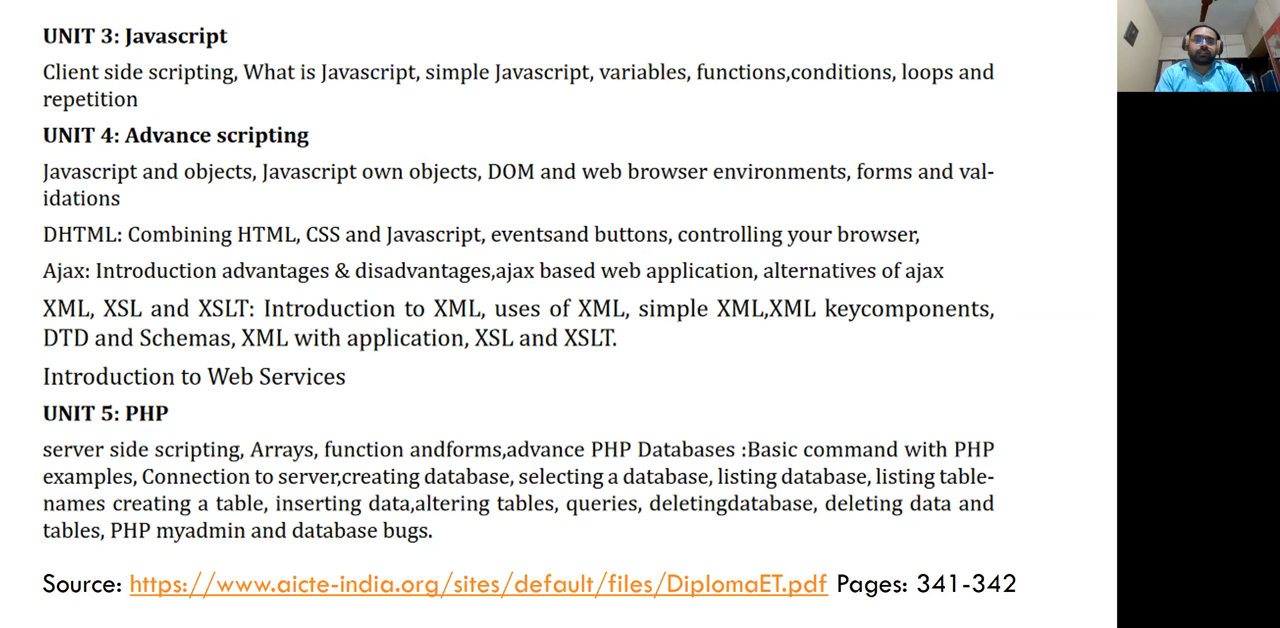 UNIT 3: Javascript
Client side scripting, What is Javascript, simple Javascript, variables, functions,conditions, loops and
repetition
UNIT 4: Advance scripting
Javascript and objects, Javascript own objects, DOM and web browser environments, forms and val-
idations
DHTML: Combining HTML, CSS and Javascript, eventsand buttons, controlling your browser,
Ajax: Introduction advantages & disadvantages,ajax based web application, alternatives of ajax
XML, XSL and XSLT: Introduction to XML, uses of XML, simple XML,XML keycomponents,
DTD and Schemas, XML with application, XSL and XSLT.
Introduction to Web Services
UNIT 5: PHP
server side scripting, Arrays, function andforms,advance PHP Databases :Basic command with PHP
examples, Connection to server,creating database, selecting a database, listing database, listing table-
names creating a table, inserting data,altering tables, queries, deletingdatabase, deleting data and
tables, PHP myadmin and database bugs.
Source: https://www.aicte-india.org/sites/default/files/DiplomaET.pdf Pages: 341-342